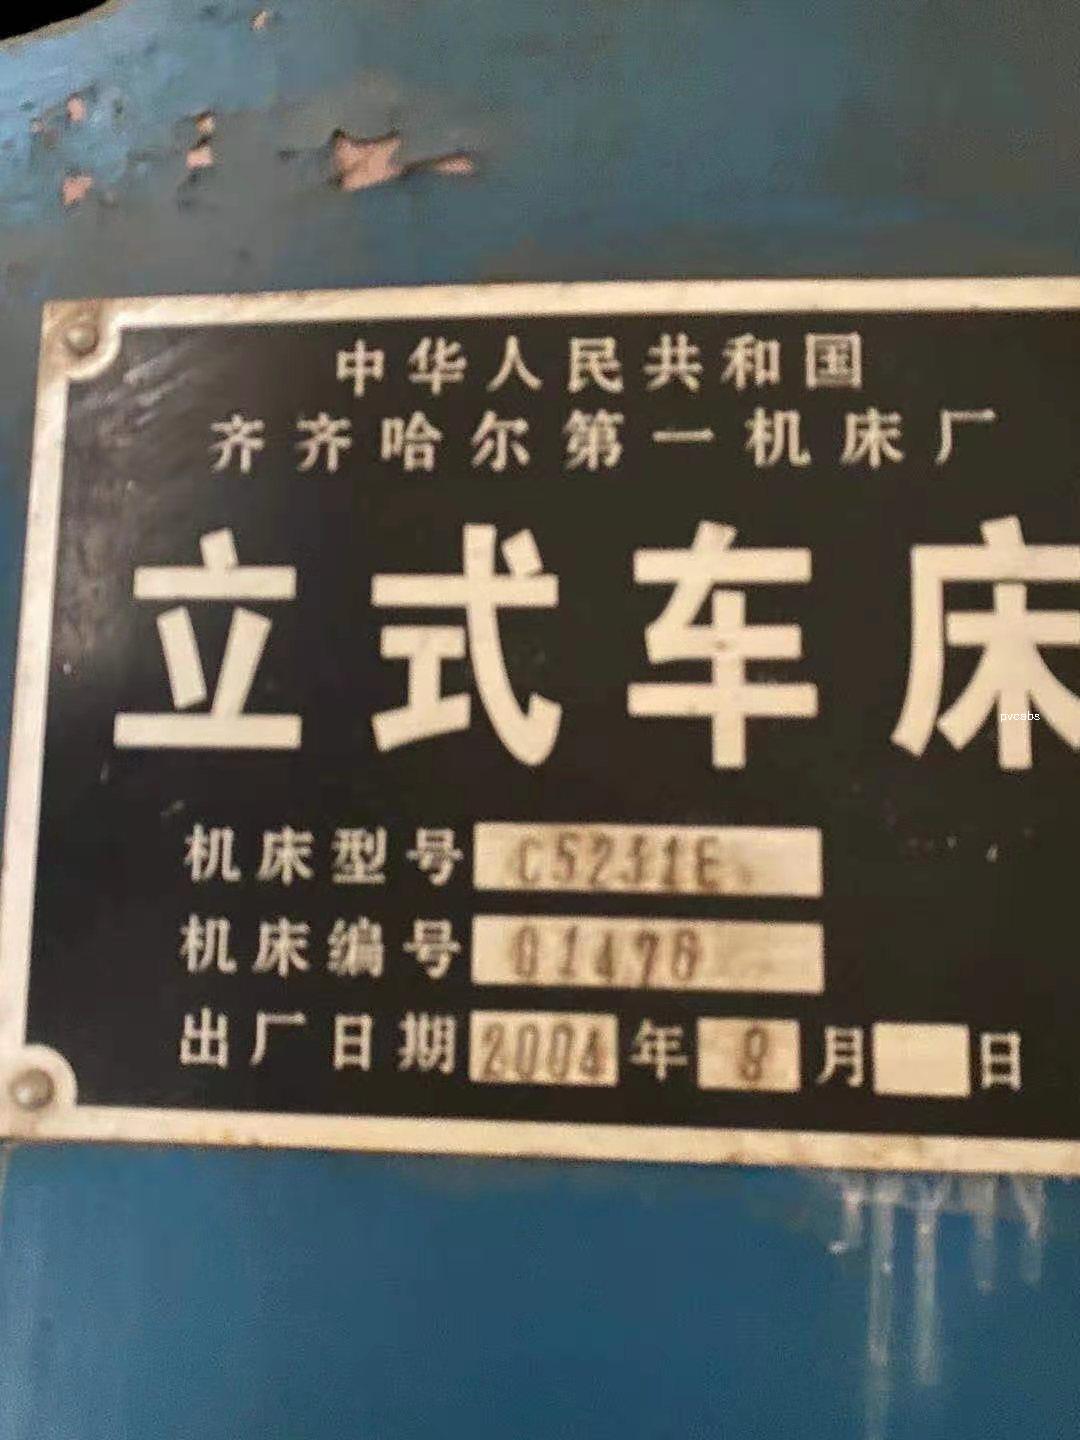 中华人民共和国
齐齐哈尔第一机床厂
立式车床
pvcabs
机床型号 C5231E
机床编号
出厂日期 2004 年 8 月 日